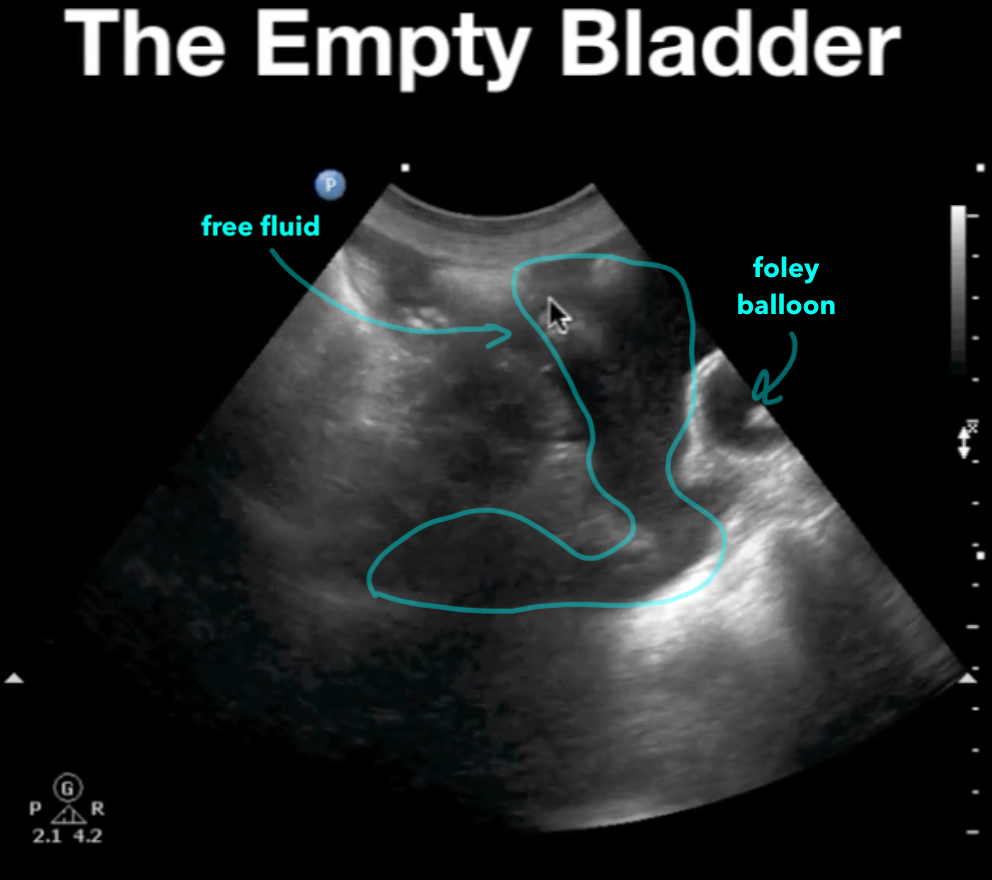 The Empty Bladder
P
free fluid
foley
balloon
G
P R
2.1 4.2